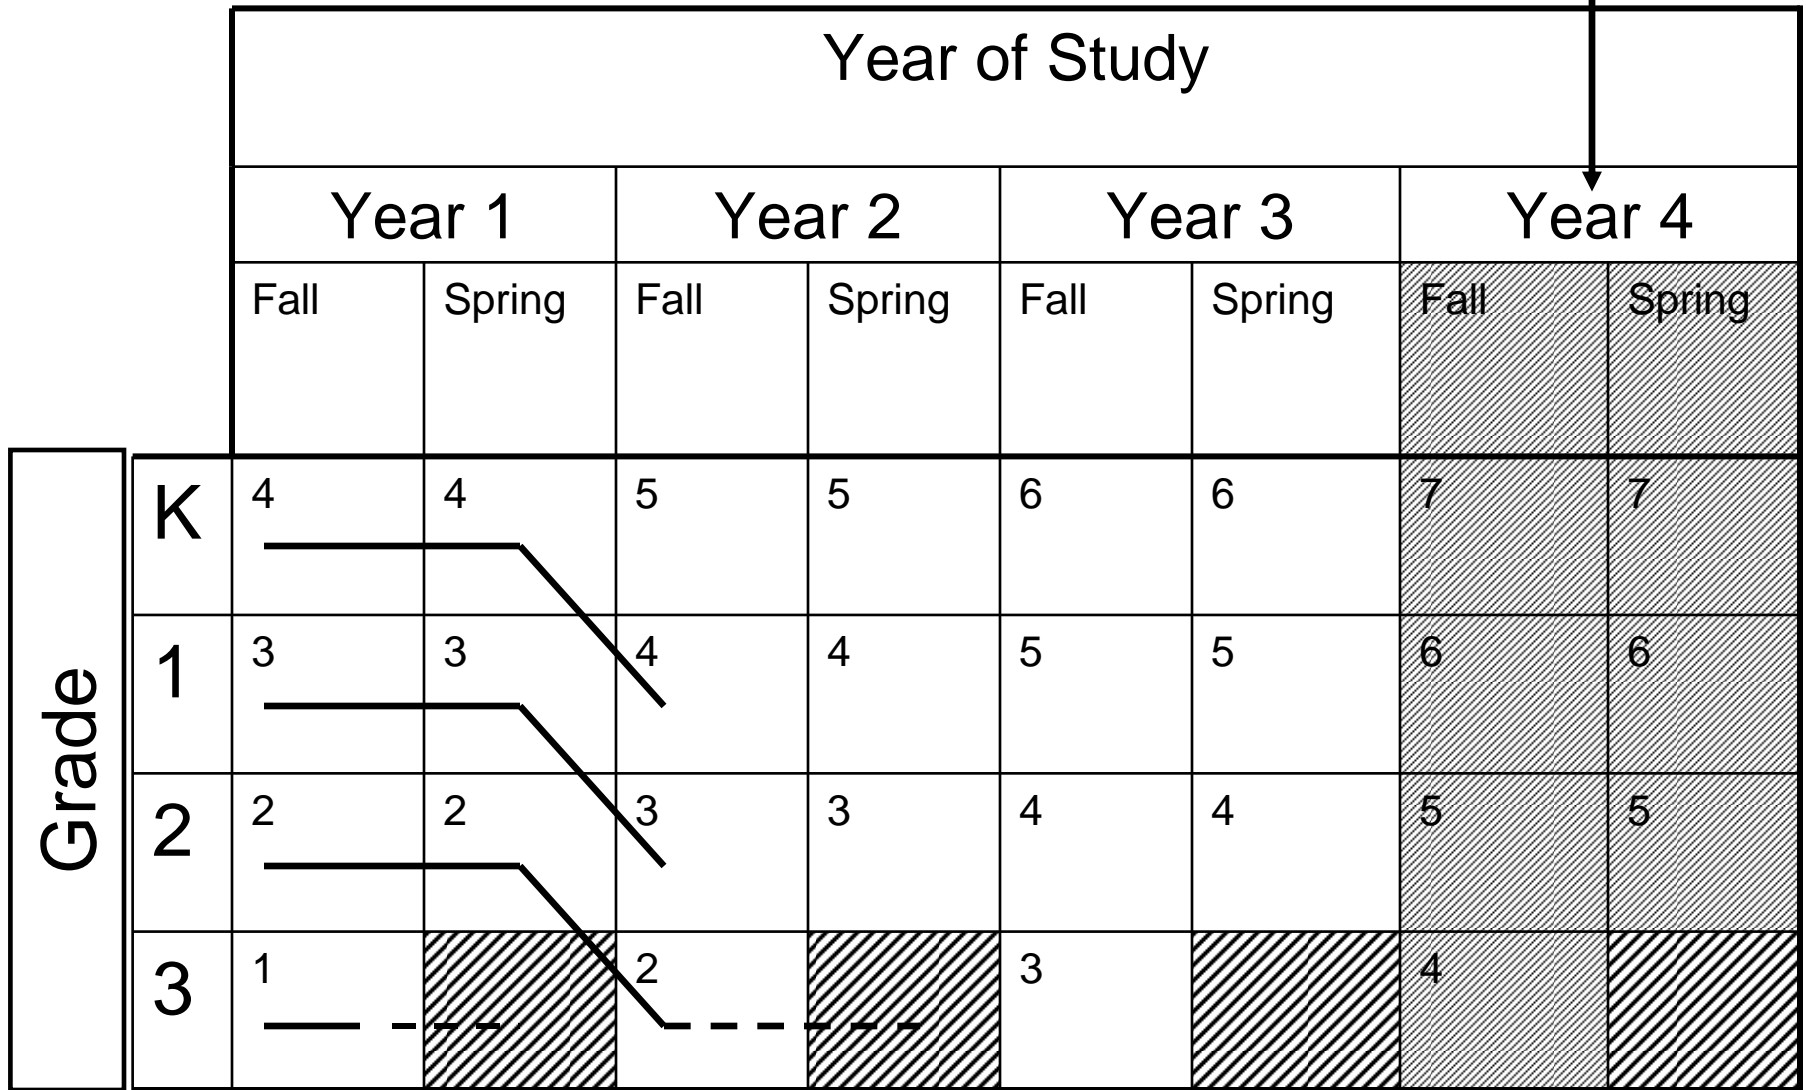 Year of Study
Year 1 Year 2 Year 3 Year 4
Fall Spring Fall Spring Fall Spring Fall Spring
Grade
K 4 4 5 5 6 6 7 7
1 3 3 4 4 5 5 6 6
2 2 2 3 3 4 4 5 5
3 1 2 3 4